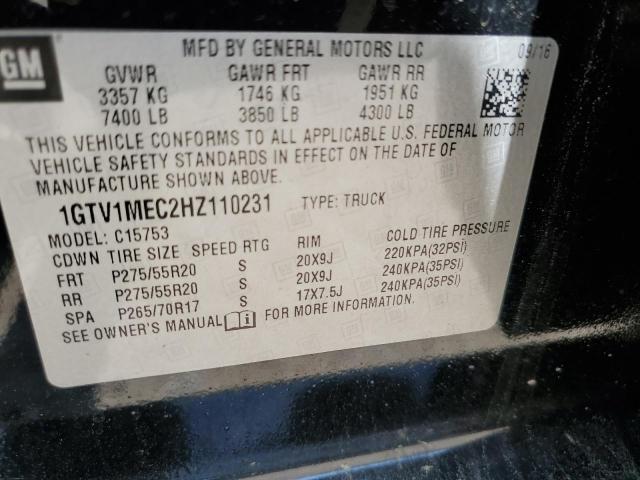 GM
MFD BY GENERAL MOTORS LLC 09/16
GVWR GAWR FRT GAWR RR
3357 KG 1746 KG 1951 KG
7400 LB 3850 LB 4300 LB
THIS VEHICLE CONFORMS TO ALL APPLICABLE U.S. FEDERAL MOTOR
VEHICLE SAFETY STANDARDS IN EFFECT ON THE DATE OF
MANUFACTURE SHOWN ABOVE.
1GTV1MEC2HZ110231 TYPE: TRUCK
MODEL: C15753
CDWN TIRE SIZE SPEED RTG RIM COLD TIRE PRESSURE
FRT P275/55R20 S 20X9J 220KPA(32PSI)
RR P275/55R20 S 20X9J 240KPA(35PSI)
SPA P265/70R17 S 17X7.5J 240KPA(35PSI)
SEE OWNER'S MANUAL FOR MORE INFORMATION.